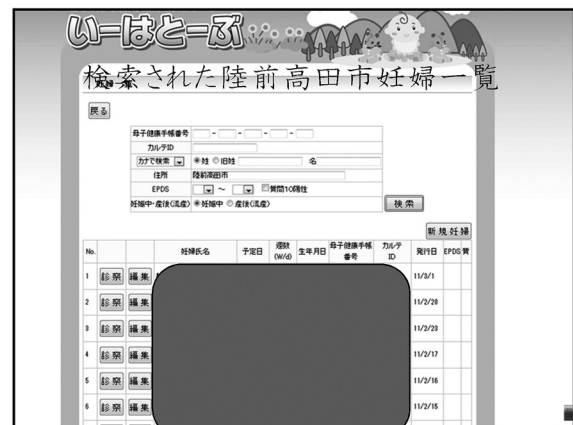 いーはとーぶ
検索された陸前高田市妊婦一覧
戻る
母子健康手帳番号 - - - -
カルテID
カナで検索 姓 旧姓 名
住所 陸前高田市
EPDS ～ 質問10陽性
妊娠中・産後(流産) 妊娠中 産後(流産)
検索
新規妊婦
No. 妊婦氏名 予定日 週数(W/d) 生年月日 母子健康手帳番号 カルテID 発行日 EPDS 質
1 診察 編集 11/3/1
2 診察 編集 11/2/28
3 診察 編集 11/2/23
4 診察 編集 11/2/17
5 診察 編集 11/2/16
6 診察 編集 11/2/15